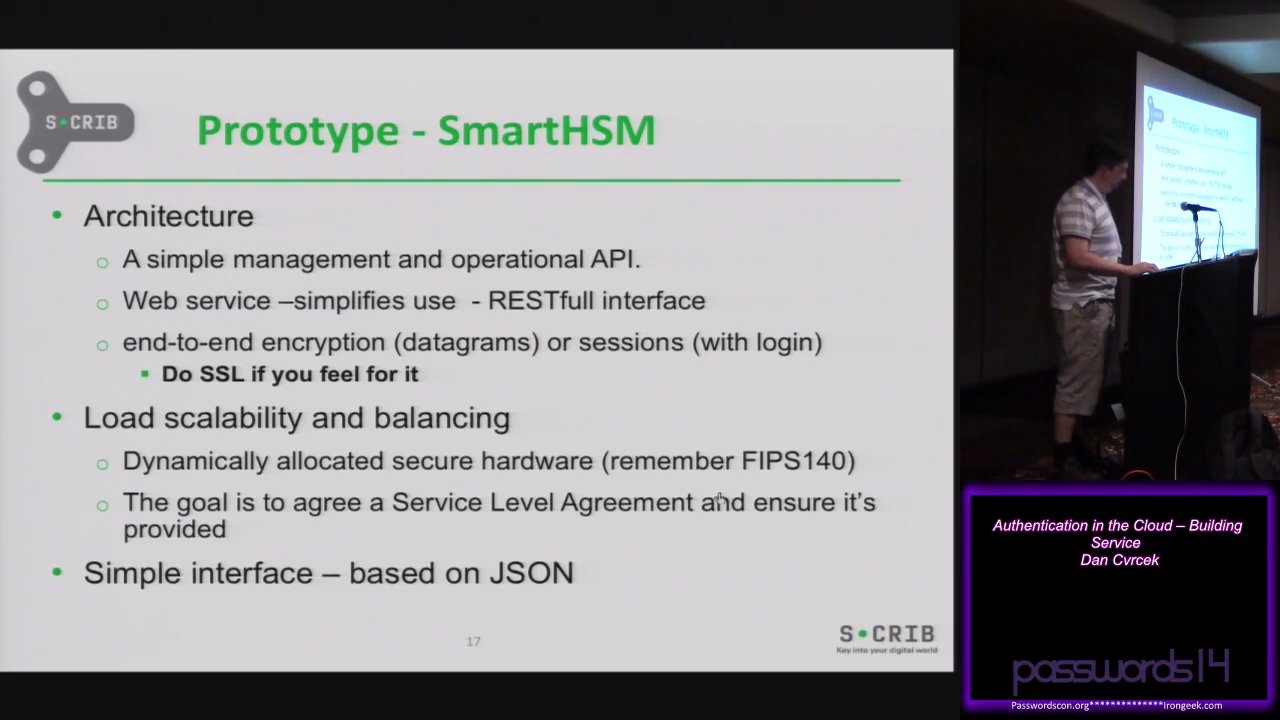 S•CRIB
Prototype - SmartHSM
• Architecture
○ A simple management and operational API.
○ Web service –simplifies use - RESTfull interface
○ end-to-end encryption (datagrams) or sessions (with login)
▪ Do SSL if you feel for it
• Load scalability and balancing
○ Dynamically allocated secure hardware (remember FIPS140)
○ The goal is to agree a Service Level Agreement and ensure it's
provided
• Simple interface – based on JSON
17
S•CRIB
Key into your digital world
Prototype - SmartHSM
Architecture
Authentication in the Cloud – Building
Service
Dan Cvrcek
passwords14
Passwordscon.org**************Irongeek.com